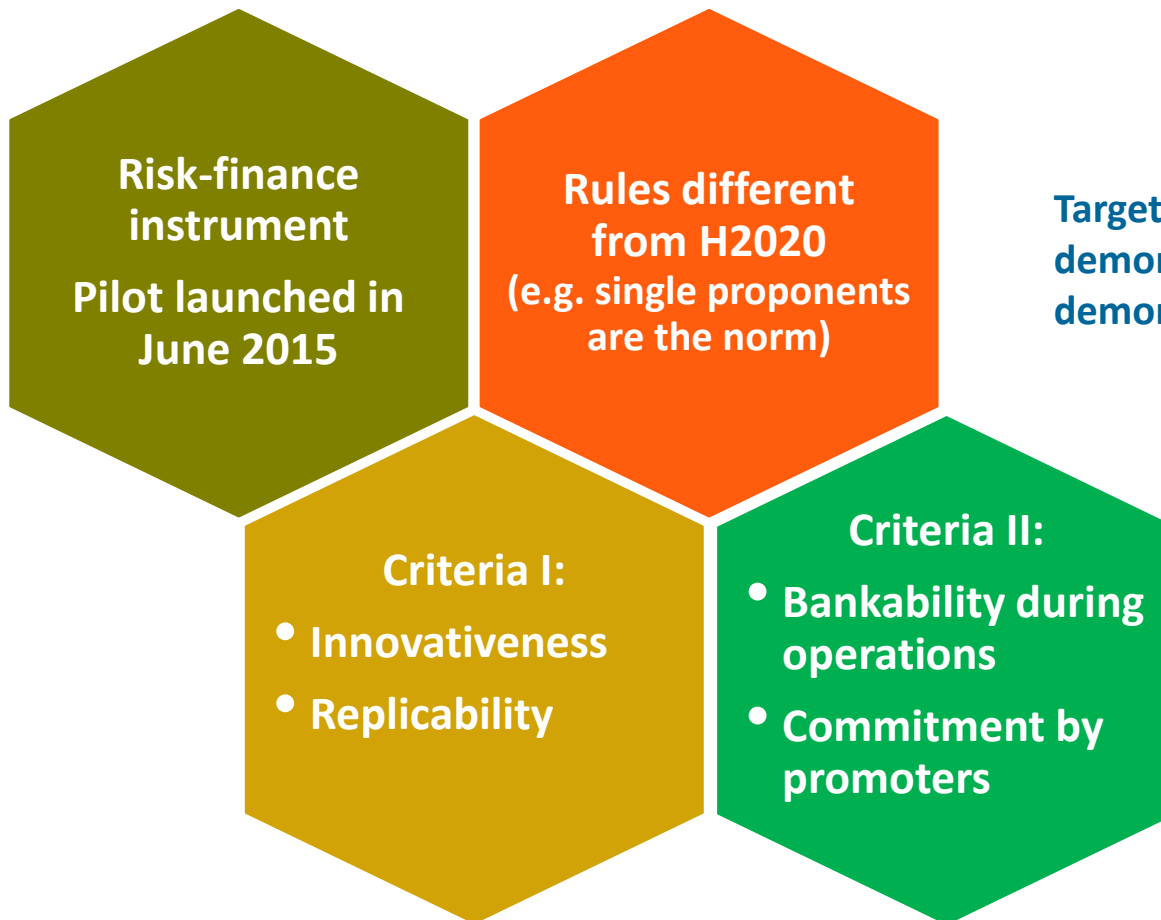 Risk-finance
instrument
Pilot launched in
June 2015
Rules different
from H2020
(e.g. single proponents
are the norm)
Target
Criteria I:
• Innovativeness
• Replicability
Criteria II:
• Bankability during
operations
• Commitment by
promoters